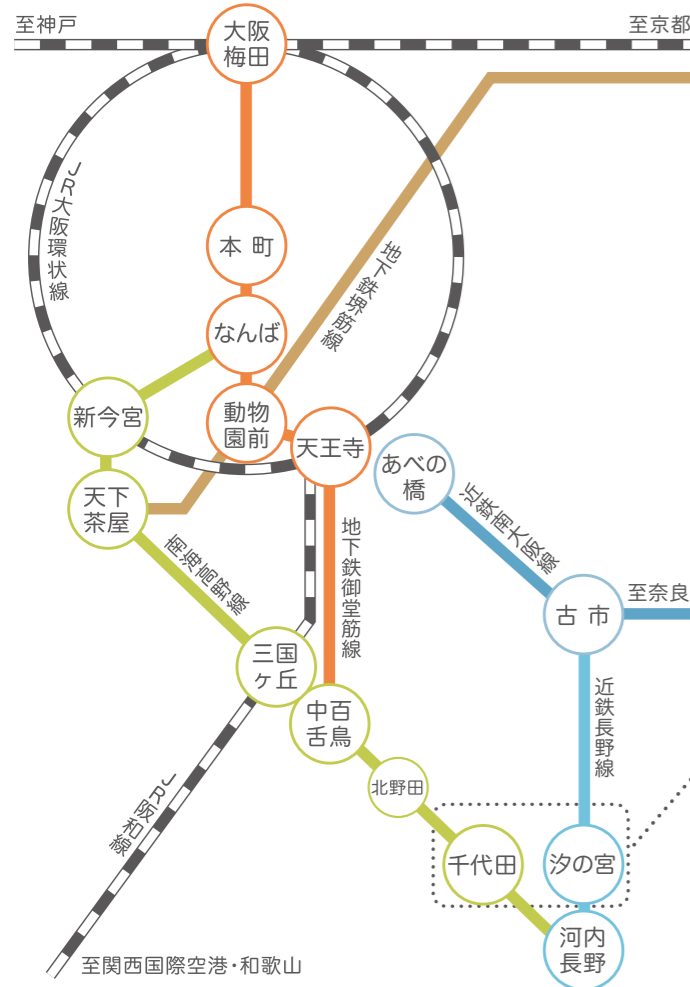 至神戸
大阪
梅田
至京都
JR大阪環状線
本町
地下鉄堺筋線
なんば
新今宮
動物
園前
天王寺
あべの
橋
天下
茶屋
近鉄南大阪線
南海高野線
地下鉄御堂筋線
古市
至奈良
三国
ヶ丘
中百
舌鳥
近鉄長野線
北野田
JR阪和線
千代田
汐の宮
河内
長野
至関西国際空港・和歌山